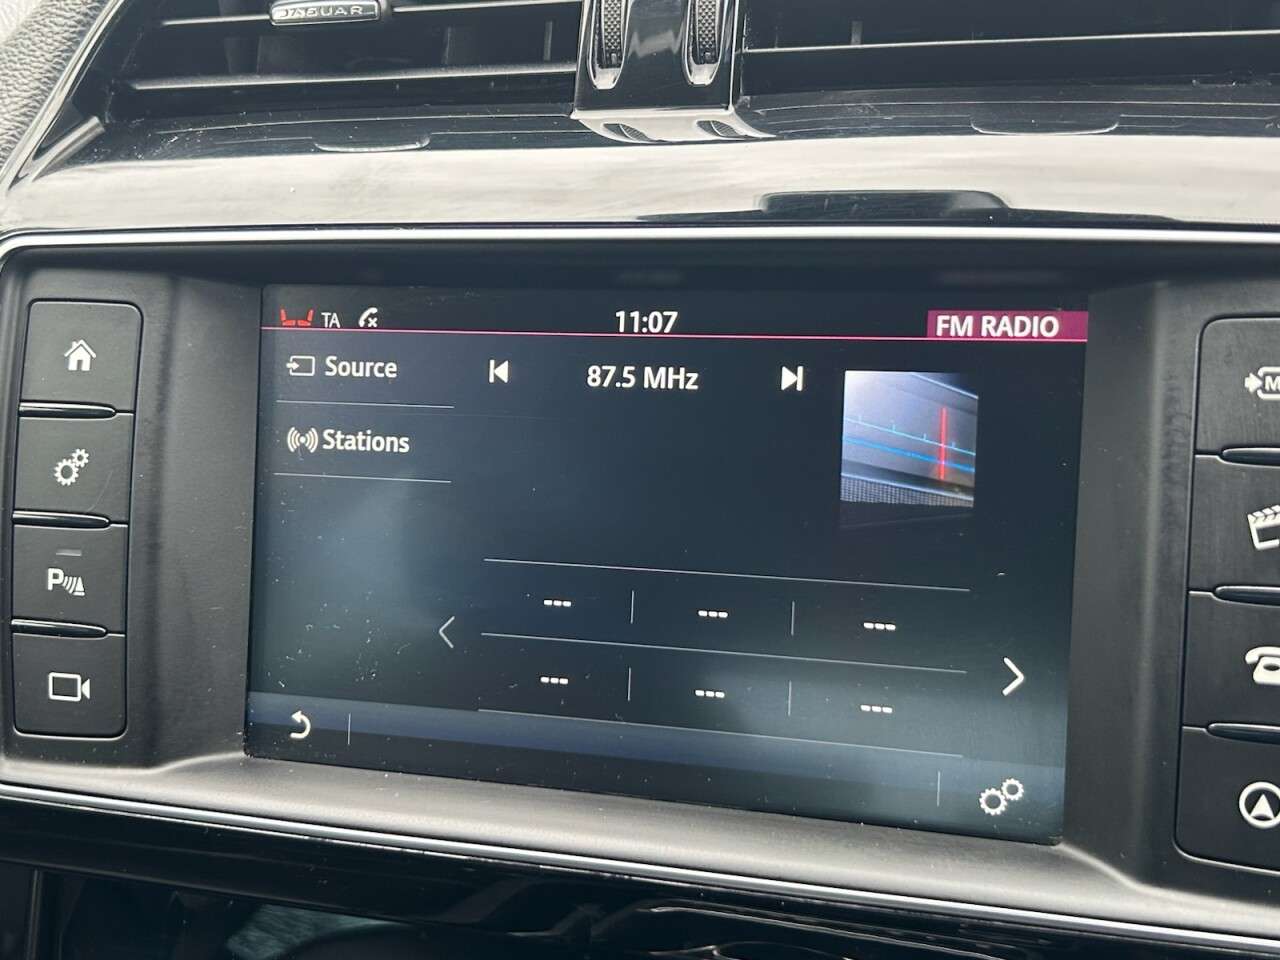 JAGUAR
TA 11:07 FM RADIO
Source 87.5 MHz
Stations
--- --- ---
--- --- ---
P
M